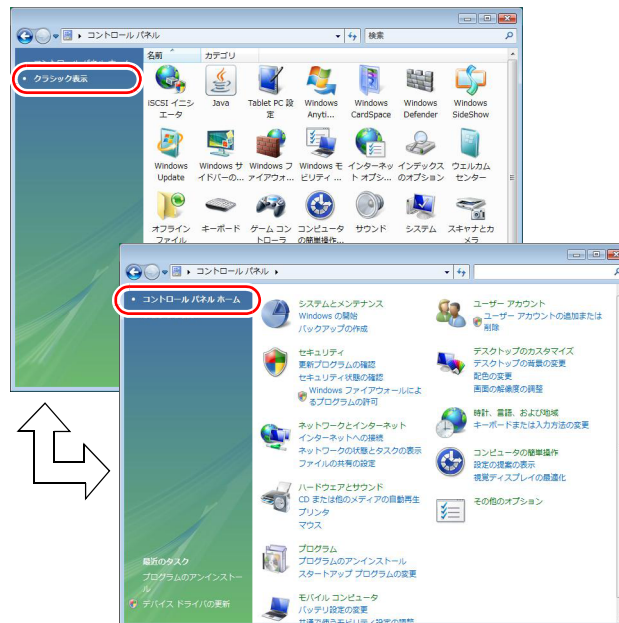 コントロール パネル
検索
名前
カテゴリ
クラシック表示
iSCSI イニシ
エータ
Java
Tablet PC 設
定
Windows
Anyti...
Windows
CardSpace
Windows
Defender
Windows
SideShow
Windows
Update
Windows サ
イドバーの...
Windows フ
ァイアウォ...
Windows モ
ビリティ ...
インターネッ
ト オプシ...
インデックス
のオプション
ウェルカム
センター
オフライン
ファイル
キーボード
ゲーム コン
トローラ
コンピュータ
の簡単操作...
サウンド
システム
スキャナとカ
メラ
コントロール パネル
コントロール パネル ホーム
システムとメンテナンス
Windows の開始
バックアップの作成
セキュリティ
更新プログラムの確認
セキュリティ状態の確認
Windows ファイアウォールによ
るプログラムの許可
ネットワークとインターネット
インターネットへの接続
ネットワークの状態とタスクの表示
ファイルの共有の設定
ハードウェアとサウンド
CD または他のメディアの自動再生
プリンタ
マウス
プログラム
プログラムのアンインストール
スタートアップ プログラムの変更
モバイル コンピュータ
バッテリ設定の変更
ユーザー アカウント
ユーザー アカウントの追加または
削除
デスクトップのカスタマイズ
デスクトップの背景の変更
配色の変更
画面の解像度の調整
時計、言語、および地域
キーボードまたは入力方法の変更
コンピュータの簡単操作
設定の提案の表示
視覚ディスプレイの最適化
その他のオプション
最近のタスク
プログラムのアンインストー
ル
デバイス ドライバの更新